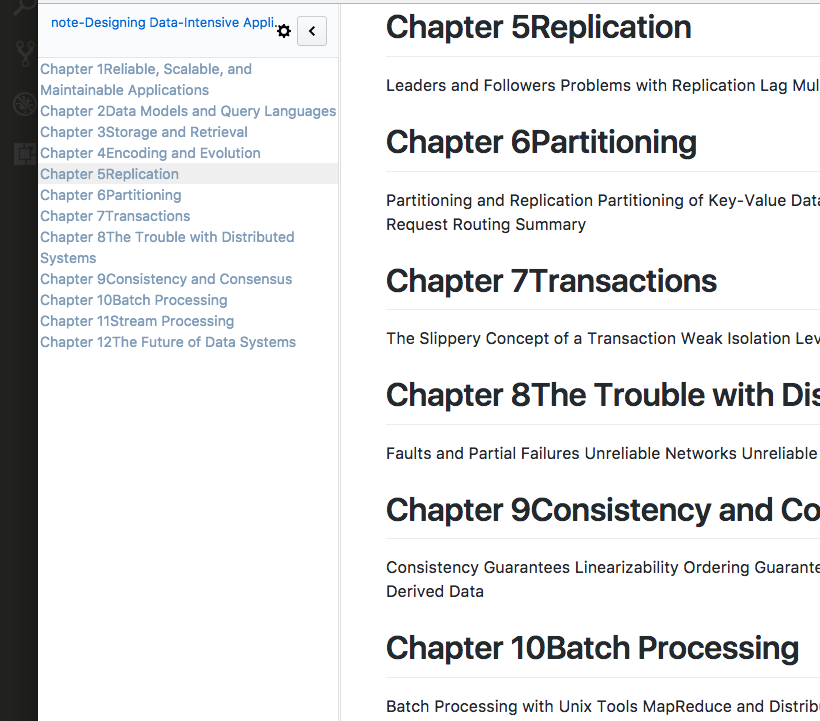 note-Designing Data-Intensive Appli...
Chapter 1Reliable, Scalable, and
Maintainable Applications
Chapter 2Data Models and Query Languages
Chapter 3Storage and Retrieval
Chapter 4Encoding and Evolution
Chapter 5Replication
Chapter 6Partitioning
Chapter 7Transactions
Chapter 8The Trouble with Distributed
Systems
Chapter 9Consistency and Consensus
Chapter 10Batch Processing
Chapter 11Stream Processing
Chapter 12The Future of Data Systems
Chapter 5Replication
Leaders and Followers Problems with Replication Lag Mul
Chapter 6Partitioning
Partitioning and Replication Partitioning of Key-Value Data
Request Routing Summary
Chapter 7Transactions
The Slippery Concept of a Transaction Weak Isolation Lev
Chapter 8The Trouble with Dis
Faults and Partial Failures Unreliable Networks Unreliable
Chapter 9Consistency and Co
Consistency Guarantees Linearizability Ordering Guarante
Derived Data
Chapter 10Batch Processing
Batch Processing with Unix Tools MapReduce and Distribu